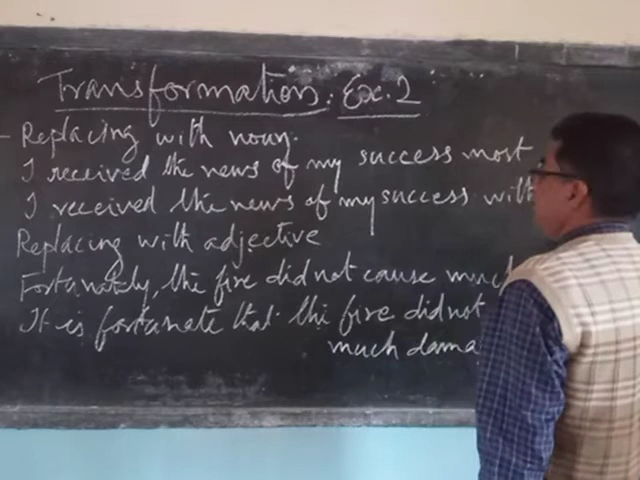 Transformation. Ex. 2
- Replacing with noun.
I received the news of my success most
I received the news of my success with
Replacing with adjective
Fortunately, the fire did not cause much
It is fortunate that the fire did not
much dama